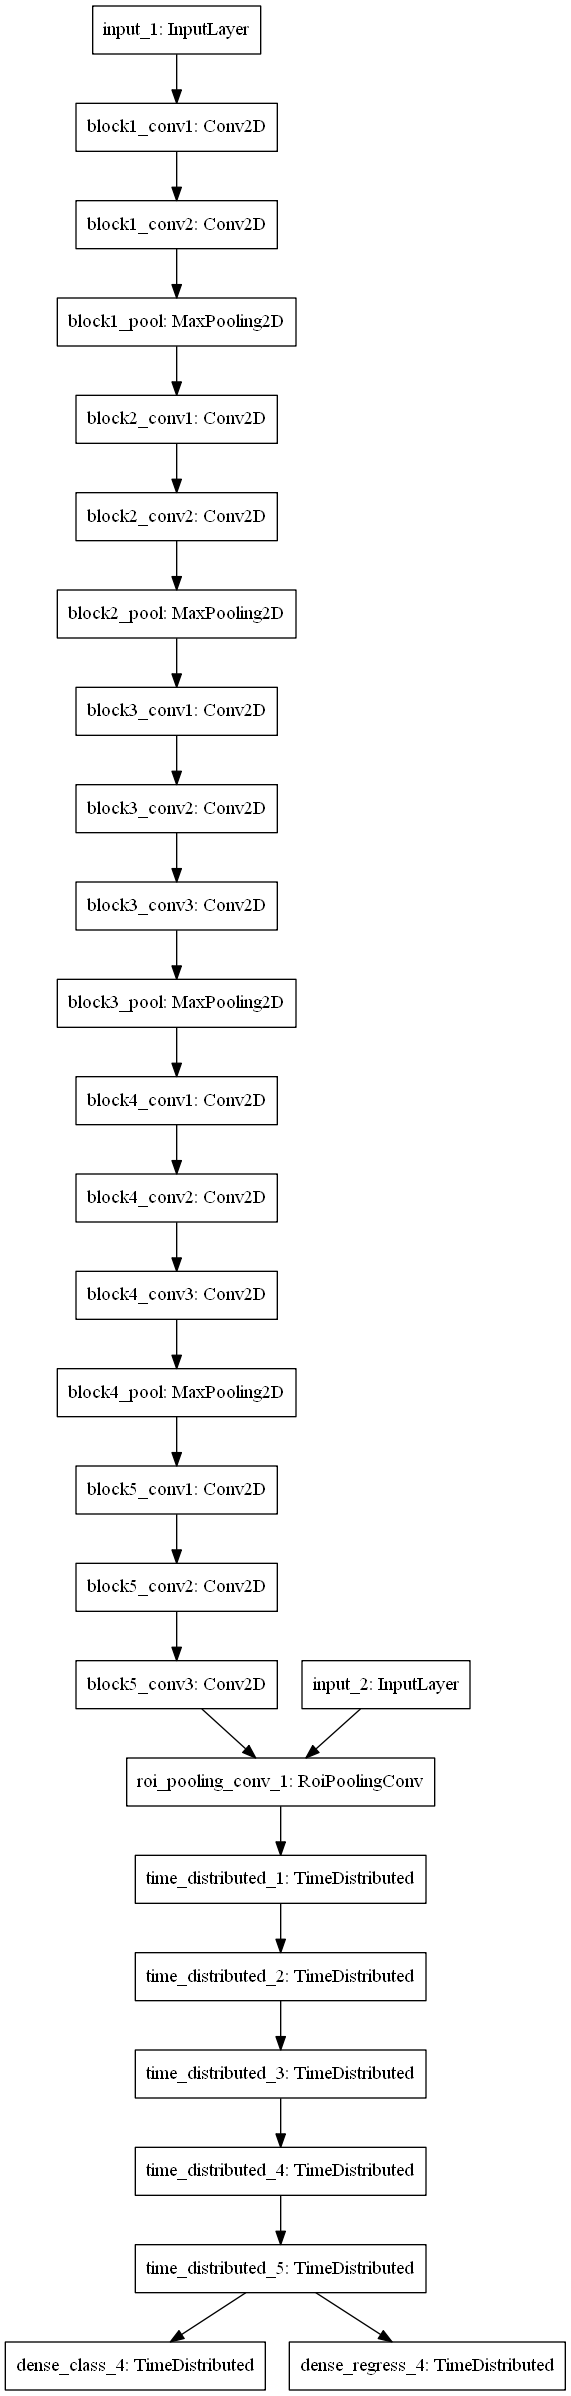 input_1: InputLayer
block1_conv1: Conv2D
block1_conv2: Conv2D
block1_pool: MaxPooling2D
block2_conv1: Conv2D
block2_conv2: Conv2D
block2_pool: MaxPooling2D
block3_conv1: Conv2D
block3_conv2: Conv2D
block3_conv3: Conv2D
block3_pool: MaxPooling2D
block4_conv1: Conv2D
block4_conv2: Conv2D
block4_conv3: Conv2D
block4_pool: MaxPooling2D
block5_conv1: Conv2D
block5_conv2: Conv2D
block5_conv3: Conv2D
input_2: InputLayer
roi_pooling_conv_1: RoiPoolingConv
time_distributed_1: TimeDistributed
time_distributed_2: TimeDistributed
time_distributed_3: TimeDistributed
time_distributed_4: TimeDistributed
time_distributed_5: TimeDistributed
dense_class_4: TimeDistributed
dense_regress_4: TimeDistributed